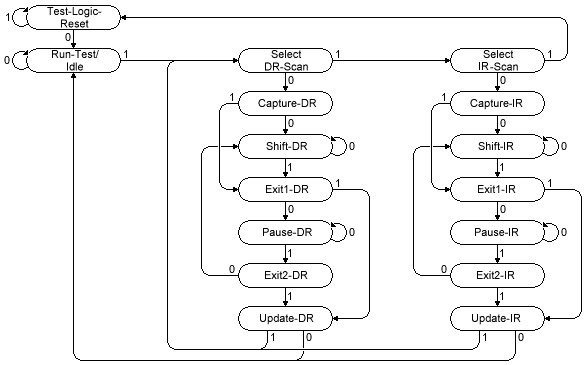 Test-Logic-
Reset
1
0
Run-Test/
Idle
0
1
Select
DR-Scan
1
Select
IR-Scan
1
0
0
1
Capture-DR
1
Capture-IR
0
0
Shift-DR
0
Shift-IR
0
1
1
Exit1-DR
1
Exit1-IR
1
0
0
Pause-DR
0
Pause-IR
0
1
1
0
Exit2-DR
0
Exit2-IR
1
1
Update-DR
Update-IR
1
0
1
0